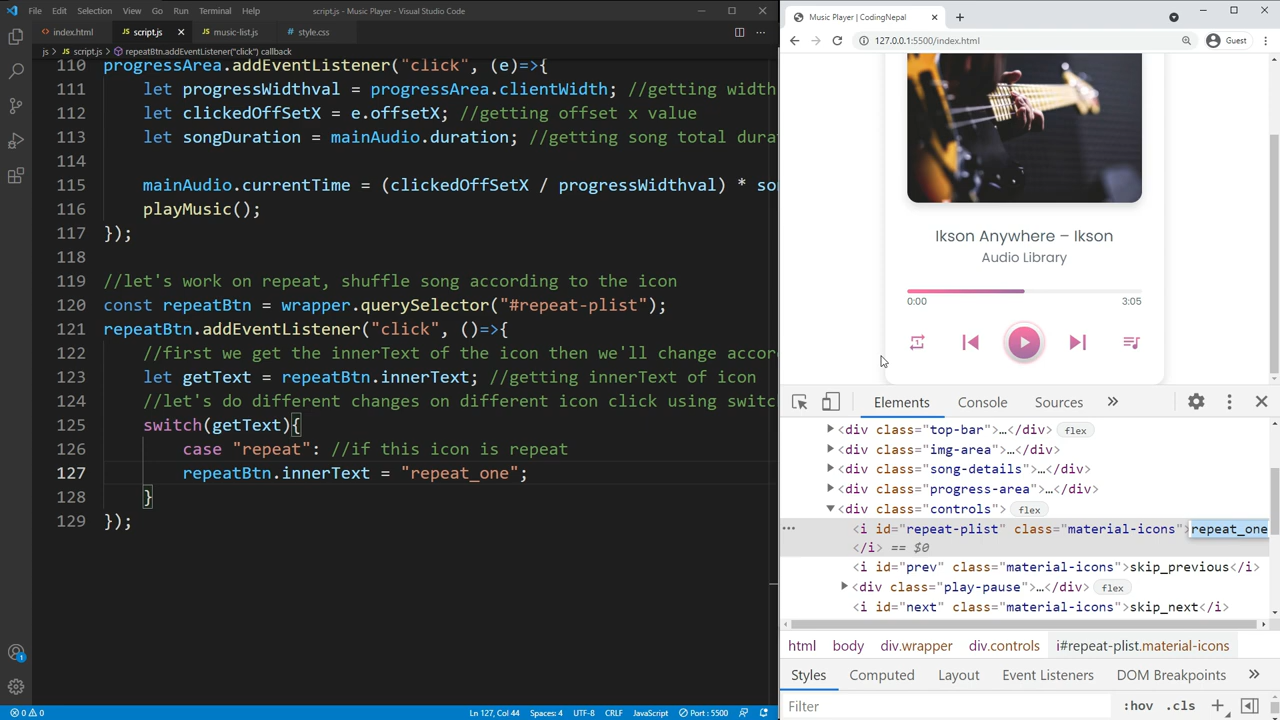 File Edit Selection View Go Run Terminal Help
script.js - Music Player - Visual Studio Code
index.html script.js music-list.js style.css
js > script.js > repeatBtn.addEventListener("click") callback
110 progressArea.addEventListener("click", (e)=>{
111 let progressWidthval = progressArea.clientWidth; //getting width
112 let clickedOffSetX = e.offsetX; //getting offset x value
113 let songDuration = mainAudio.duration; //getting song total dura
114
115 mainAudio.currentTime = (clickedOffSetX / progressWidthval) * so
116 playMusic();
117 });
118
119 //let's work on repeat, shuffle song according to the icon
120 const repeatBtn = wrapper.querySelector("#repeat-plist");
121 repeatBtn.addEventListener("click", ()=>{
122 //first we get the innerText of the icon then we'll change accor
123 let getText = repeatBtn.innerText; //getting innerText of icon
124 //let's do different changes on different icon click using switc
125 switch(getText){
126 case "repeat": //if this icon is repeat
127 repeatBtn.innerText = "repeat_one";
128 }
129 });
0 0
Ln 127, Col 44 Spaces: 4 UTF-8 CRLF JavaScript Port : 5500
Music Player | CodingNepal
127.0.0.1:5500/index.html
Guest
Ikson Anywhere – Ikson
Audio Library
0:00 3:05
Elements Console Sources
<div class="top-bar">…</div> flex
<div class="img-area">…</div>
<div class="song-details">…</div>
<div class="progress-area">…</div>
<div class="controls"> flex
<i id="repeat-plist" class="material-icons">repeat_one
</i> == $0
<i id="prev" class="material-icons">skip_previous</i>
<div class="play-pause">…</div> flex
<i id="next" class="material-icons">skip_next</i>
html body div.wrapper div.controls i#repeat-plist.material-icons
Styles Computed Layout Event Listeners DOM Breakpoints
Filter :hov .cls